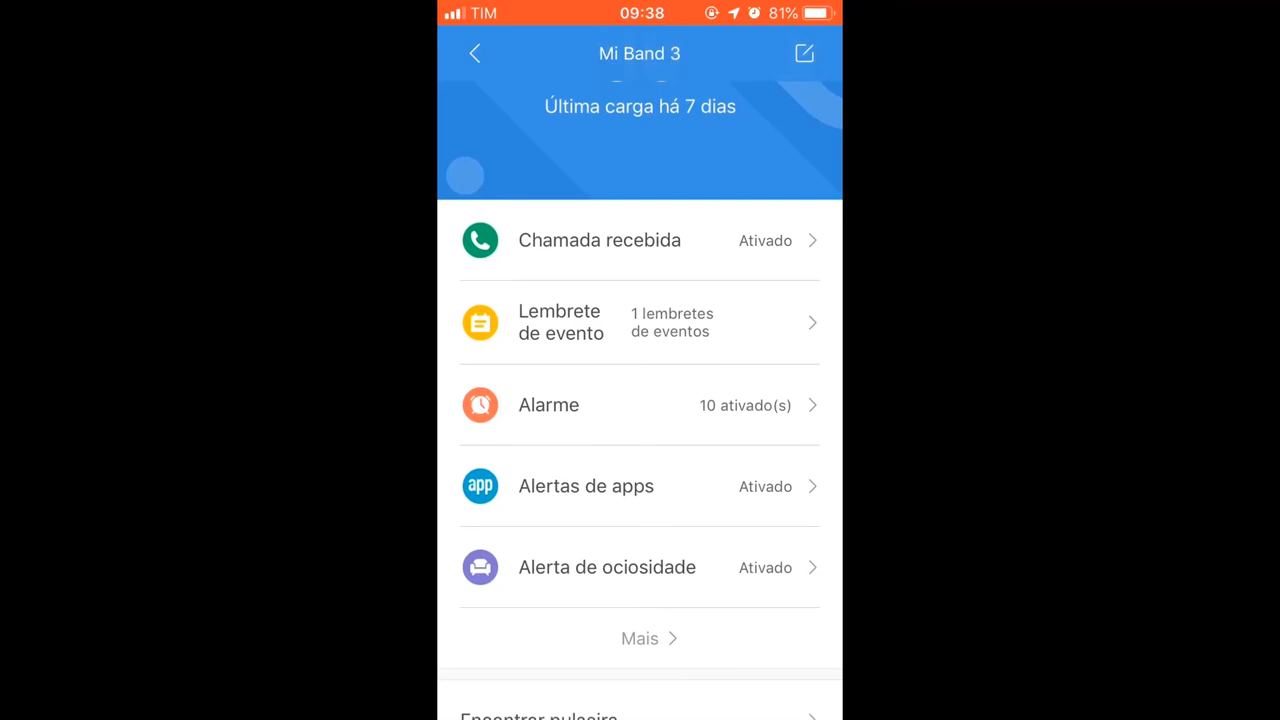 TIM 09:38 81%
Mi Band 3
Última carga há 7 dias
Chamada recebida Ativado
Lembrete de evento 1 lembretes de eventos
Alarme 10 ativado(s)
app Alertas de apps Ativado
Alerta de ociosidade Ativado
Mais
Encontrar pulseira